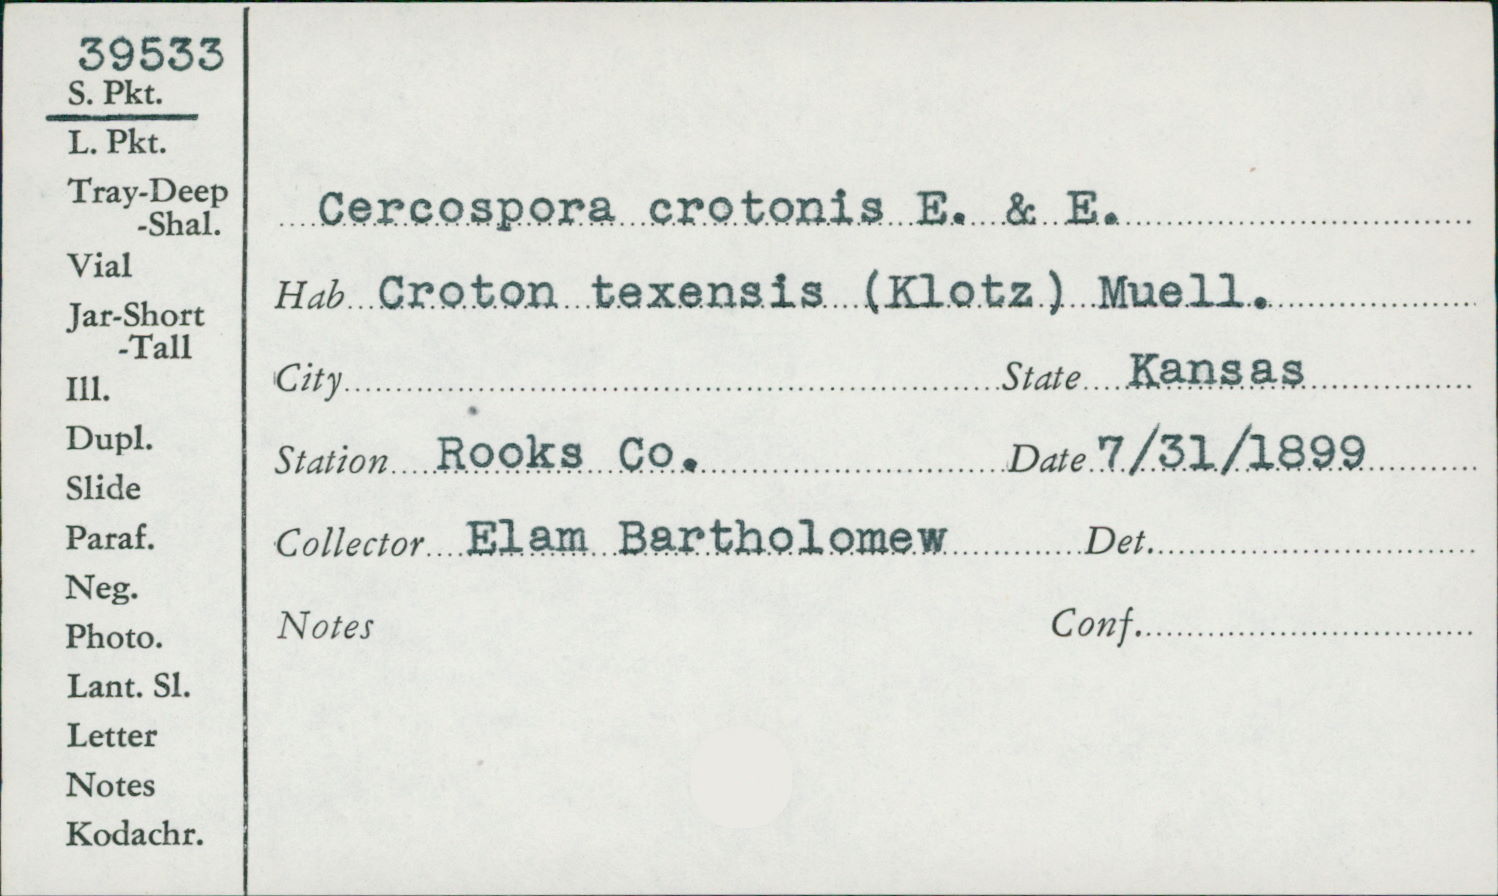 39533
S. Pkt.
L. Pkt.
Tray-Deep
-Shal.
Vial
Jar-Short
-Tall
Ill.
Dupl.
Slide
Paraf.
Neg.
Photo.
Lant. Sl.
Letter
Notes
Kodachr.
Cercospora crotonis E. & E.
Hab Croton texensis (Klotz) Muell.
City State Kansas
Station Rooks Co. Date 7/31/1899
Collector Elam Bartholomew Det.
Notes Conf.